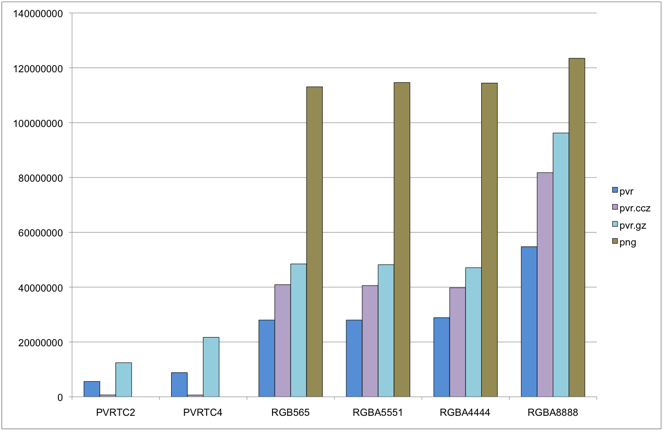 140000000
120000000
100000000
80000000
60000000
40000000
20000000
0
PVRTC2 PVRTC4 RGB565 RGBA5551 RGBA4444 RGBA8888
pvr
pvr.ccz
pvr.gz
png